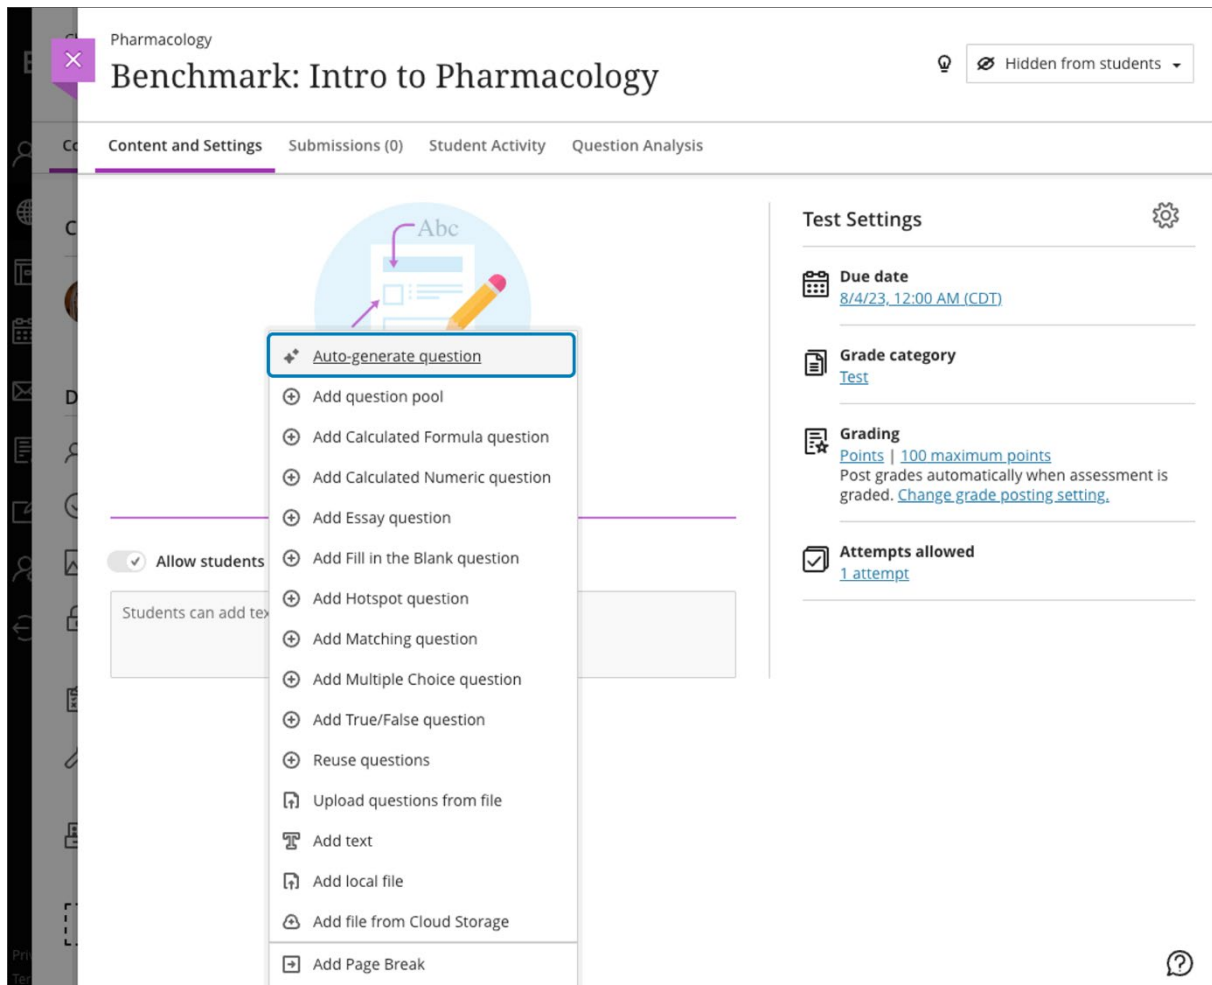 Pharmacology
Benchmark: Intro to Pharmacology
Hidden from students
Content and Settings
Submissions (0)
Student Activity
Question Analysis
Abc
Auto-generate question
Add question pool
Add Calculated Formula question
Add Calculated Numeric question
Add Essay question
Add Fill in the Blank question
Add Hotspot question
Add Matching question
Add Multiple Choice question
Add True/False question
Reuse questions
Upload questions from file
Add text
Add local file
Add file from Cloud Storage
Add Page Break
Allow students
Students can add
Test Settings
Due date
8/4/23, 12:00 AM (CDT)
Grade category
Test
Grading
Points | 100 maximum points
Post grades automatically when assessment is
graded. Change grade posting setting.
Attempts allowed
1 attempt